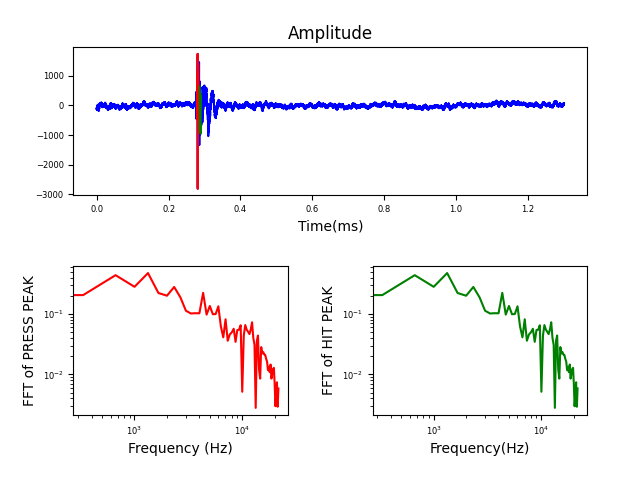 Amplitude
1000
0
−1000
−2000
−3000
0.0 0.2 0.4 0.6 0.8 1.0 1.2
Time(ms)
FFT of PRESS PEAK
10⁻¹
10⁻²
10³ 10⁴
Frequency (Hz)
FFT of HIT PEAK
10⁻¹
10⁻²
10³ 10⁴
Frequency(Hz)